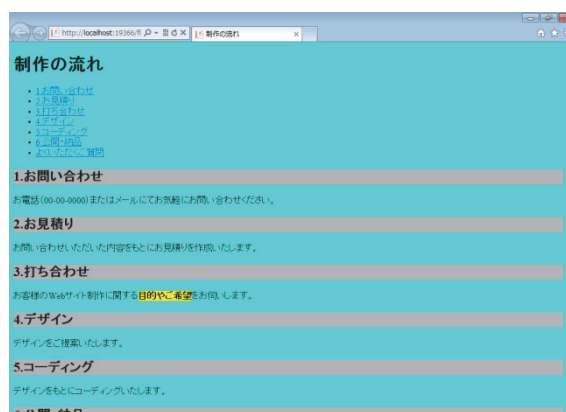 http://localhost:19366/fl
制作の流れ
制作の流れ
1.お問い合わせ
2.お見積り
3.打ち合わせ
4.デザイン
5.コーディング
6.公開・納品
よくいただくご質問
1.お問い合わせ
お電話(00-00-0000)またはメールにてお気軽にお問い合わせください。
2.お見積り
お問い合わせいただいた内容をもとにお見積りを作成いたします。
3.打ち合わせ
お客様のWebサイト制作に関する目的やご希望をお伺いします。
4.デザイン
デザインをご提案いたします。
5.コーディング
デザインをもとにコーディングいたします。
6.公開・納品